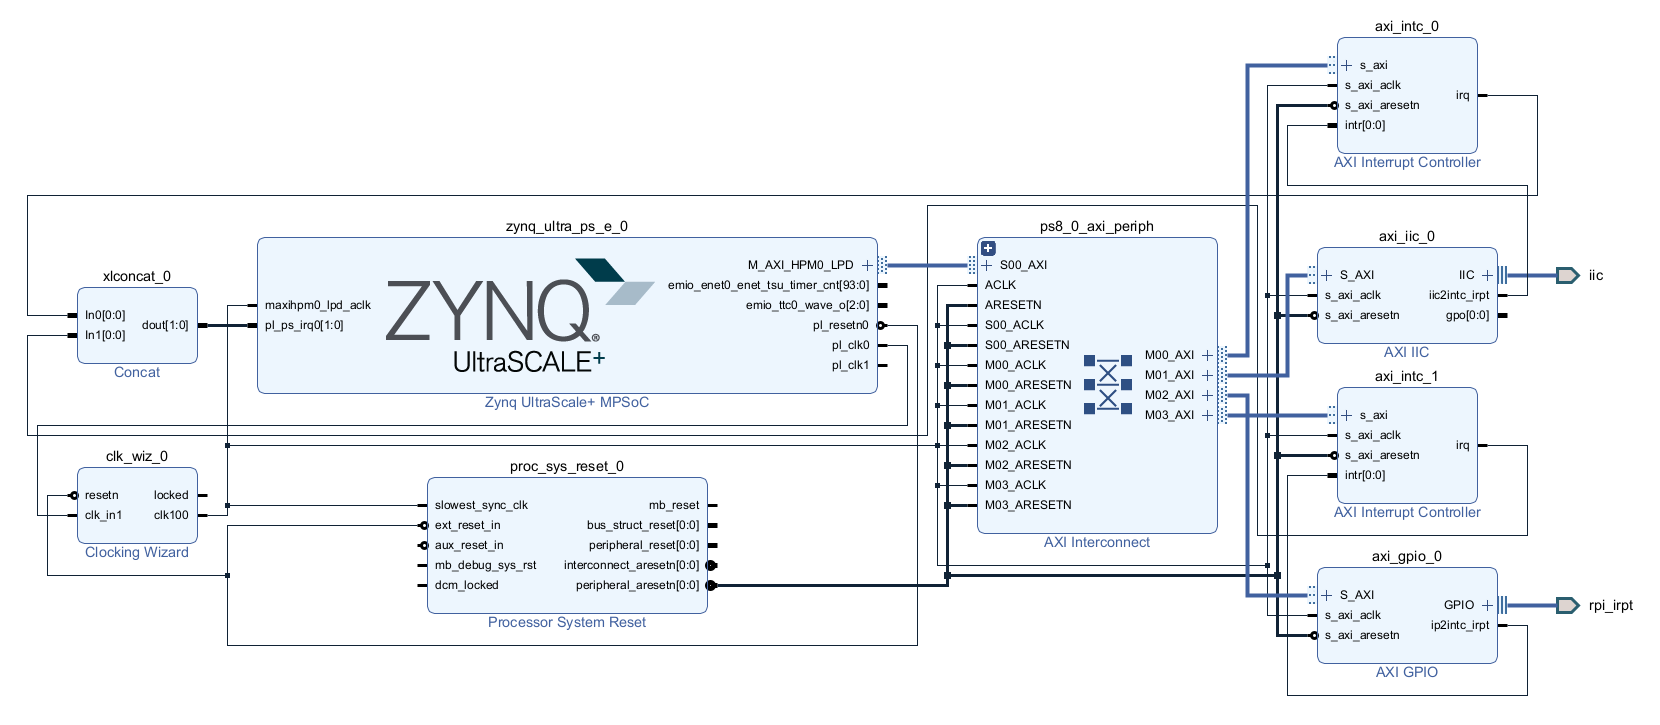 axi_intc_0
s_axi
s_axi_aclk
s_axi_aresetn
intr[0:0]
irq
AXI Interrupt Controller
zynq_ultra_ps_e_0
M_AXI_HPM0_LPD
emio_enet0_enet_tsu_timer_cnt[93:0]
emio_ttc0_wave_o[2:0]
pl_resetn0
pl_clk0
pl_clk1
maxihpm0_lpd_aclk
pl_ps_irq0[1:0]
ZYNQ®
UltraSCALE+
Zynq UltraScale+ MPSoC
xlconcat_0
In0[0:0]
In1[0:0]
dout[1:0]
Concat
ps8_0_axi_periph
S00_AXI
ACLK
ARESETN
S00_ACLK
S00_ARESETN
M00_ACLK
M00_ARESETN
M01_ACLK
M01_ARESETN
M02_ACLK
M02_ARESETN
M03_ACLK
M03_ARESETN
M00_AXI
M01_AXI
M02_AXI
M03_AXI
AXI Interconnect
axi_iic_0
S_AXI
s_axi_aclk
s_axi_aresetn
IIC
iic2intc_irpt
gpo[0:0]
AXI IIC
iic
axi_intc_1
s_axi
s_axi_aclk
s_axi_aresetn
intr[0:0]
irq
AXI Interrupt Controller
clk_wiz_0
resetn
clk_in1
locked
clk100
Clocking Wizard
proc_sys_reset_0
slowest_sync_clk
ext_reset_in
aux_reset_in
mb_debug_sys_rst
dcm_locked
mb_reset
bus_struct_reset[0:0]
peripheral_reset[0:0]
interconnect_aresetn[0:0]
peripheral_aresetn[0:0]
Processor System Reset
axi_gpio_0
S_AXI
s_axi_aclk
s_axi_aresetn
GPIO
ip2intc_irpt
AXI GPIO
rpi_irpt